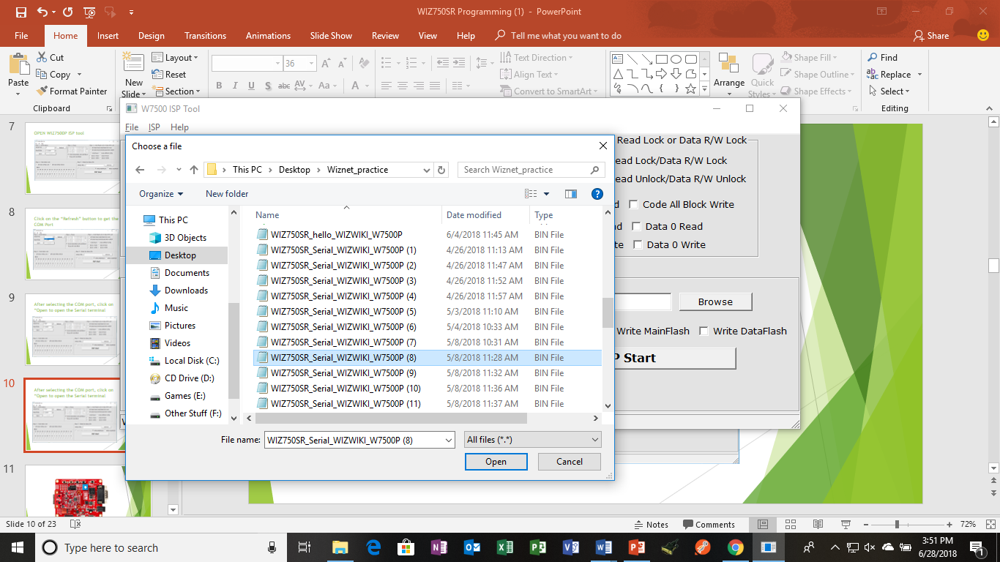 WIZ750SR Programming (1) - PowerPoint
File Home Insert Design Transitions Animations Slide Show Review View Help Tell me what you want to do Share
Paste
Cut
Copy
Format Painter
Clipboard
New
Slide
Layout
Reset
Section
36
B I U S abc AV Aa A
Text Direction
Align Text
Convert to SmartArt
Arrange
Quick
Styles
Shape Fill
Shape Outline
Shape Effects
Find
Replace
Select
Editing
7
OPEN WIZ7500P ISP tool
8
Click on the "Refresh" button to get the
COM Port
9
After selecting the COM port, click on
"Open to open the Serial terminal
10
After selecting the COM port, click on
"Open to open the Serial terminal
11
W7500 ISP Tool
File ISP Help
Read Lock or Data R/W Lock
ead Lock/Data R/W Lock
ead Unlock/Data R/W Unlock
d Code All Block Write
ad Data 0 Read
te Data 0 Write
Browse
Write MainFlash Write DataFlash
P Start
Choose a file
This PC Desktop Wiznet_practice Search Wiznet_practice
Organize New folder
This PC
3D Objects
Desktop
Documents
Downloads
Music
Pictures
Videos
Local Disk (C:)
CD Drive (D:)
Games (E:)
Other Stuff (F:)
Name Date modified Type
WIZ750SR_hello_WIZWIKI_W7500P 6/4/2018 11:45 AM BIN File
WIZ750SR_Serial_WIZWIKI_W7500P (1) 4/26/2018 11:13 AM BIN File
WIZ750SR_Serial_WIZWIKI_W7500P (2) 4/26/2018 11:47 AM BIN File
WIZ750SR_Serial_WIZWIKI_W7500P (3) 4/26/2018 11:52 AM BIN File
WIZ750SR_Serial_WIZWIKI_W7500P (4) 4/26/2018 11:57 AM BIN File
WIZ750SR_Serial_WIZWIKI_W7500P (5) 5/3/2018 11:10 AM BIN File
WIZ750SR_Serial_WIZWIKI_W7500P (6) 5/4/2018 10:33 AM BIN File
WIZ750SR_Serial_WIZWIKI_W7500P (7) 5/8/2018 10:31 AM BIN File
WIZ750SR_Serial_WIZWIKI_W7500P (8) 5/8/2018 11:28 AM BIN File
WIZ750SR_Serial_WIZWIKI_W7500P (9) 5/8/2018 11:32 AM BIN File
WIZ750SR_Serial_WIZWIKI_W7500P (10) 5/8/2018 11:36 AM BIN File
WIZ750SR_Serial_WIZWIKI_W7500P (11) 5/8/2018 11:37 AM BIN File
File name: WIZ750SR_Serial_WIZWIKI_W7500P (8) All files (*.*)
Open Cancel
Slide 10 of 23 Notes Comments 72%
Type here to search
3:51 PM
6/28/2018
1